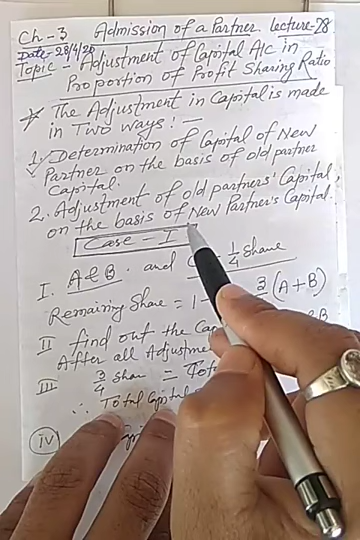 Ch-3 Admission of a Partner. Lecture-28
Date-28/4/20
Topic - Adjustment of Capital A/c in
Proportion of Profit Sharing Ratio
* The Adjustment in Capital is made
in Two ways:-
1. Determination of Capital of New
Partner on the basis of old partner
Capital.
2. Adjustment of old partners' Capital,
on the basis of New Partner's Capital.
Case - I
I. A & B. and 1/4 Share
Remaining Share = 1- 3 (A+B)
II find out the Cap
After all Adjustme B
III 3/4 Shar = Tot
∴ Total Capital
IV